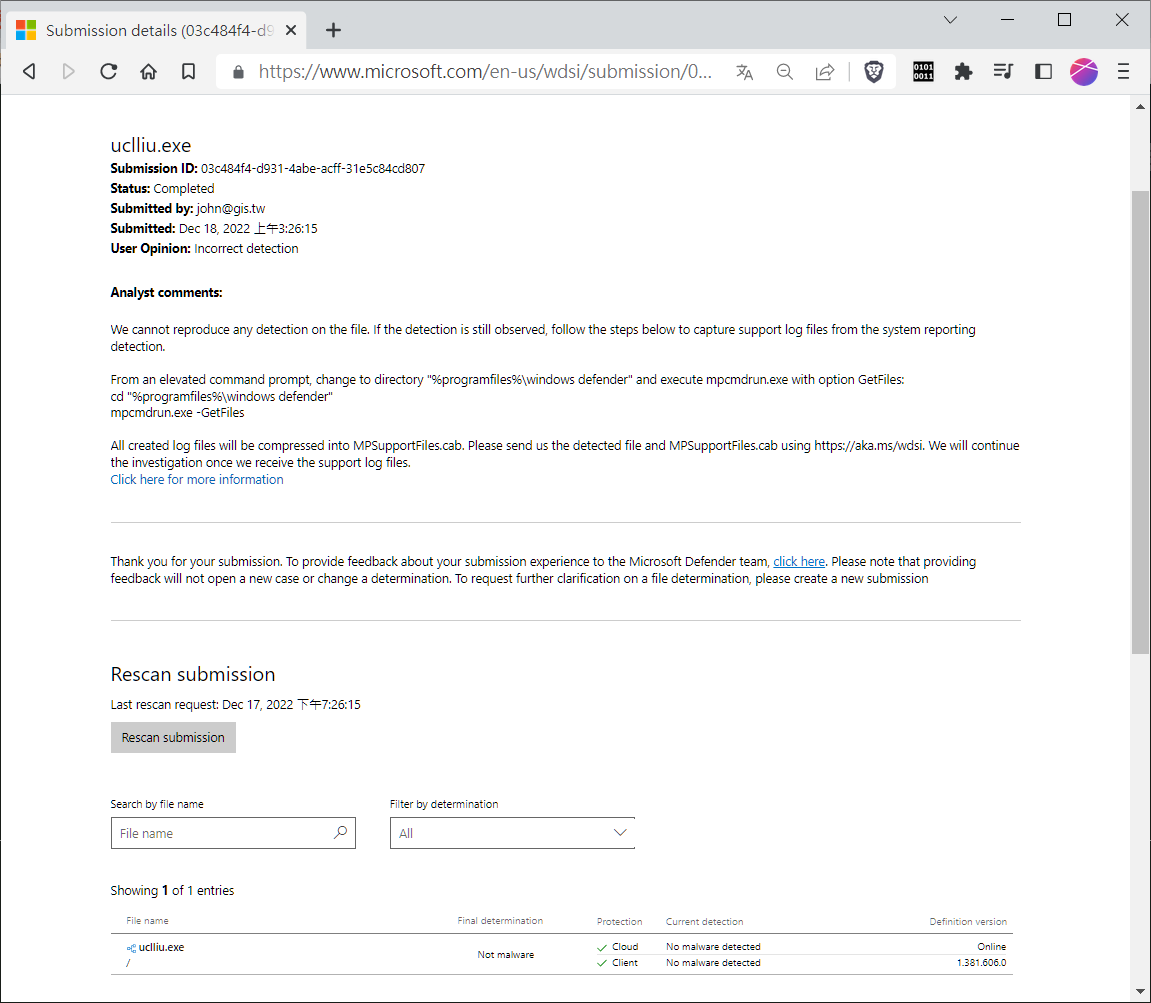 Submission details (03c484f4-d9
https://www.microsoft.com/en-us/wdsi/submission/0...
0101
0011
uclliu.exe
Submission ID: 03c484f4-d931-4abe-acff-31e5c84cd807
Status: Completed
Submitted by: john@gis.tw
Submitted: Dec 18, 2022 上午3:26:15
User Opinion: Incorrect detection
Analyst comments:
We cannot reproduce any detection on the file. If the detection is still observed, follow the steps below to capture support log files from the system reporting
detection.
From an elevated command prompt, change to directory "%programfiles%\windows defender" and execute mpcmdrun.exe with option GetFiles:
cd "%programfiles%\windows defender"
mpcmdrun.exe -GetFiles
All created log files will be compressed into MPSupportFiles.cab. Please send us the detected file and MPSupportFiles.cab using https://aka.ms/wdsi. We will continue
the investigation once we receive the support log files.
Click here for more information
Thank you for your submission. To provide feedback about your submission experience to the Microsoft Defender team, click here. Please note that providing
feedback will not open a new case or change a determination. To request further clarification on a file determination, please create a new submission
Rescan submission
Last rescan request: Dec 17, 2022 下午7:26:15
Rescan submission
Search by file name
Filter by determination
File name
All
Showing 1 of 1 entries
File name Final determination Protection Current detection Definition version
uclliu.exe Not malware Cloud No malware detected Online
/ Client No malware detected 1.381.606.0